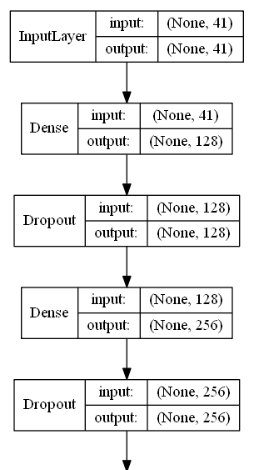 InputLayer input: (None, 41)
output: (None, 41)
Dense input: (None, 41)
output: (None, 128)
Dropout input: (None, 128)
output: (None, 128)
Dense input: (None, 128)
output: (None, 256)
Dropout input: (None, 256)
output: (None, 256)